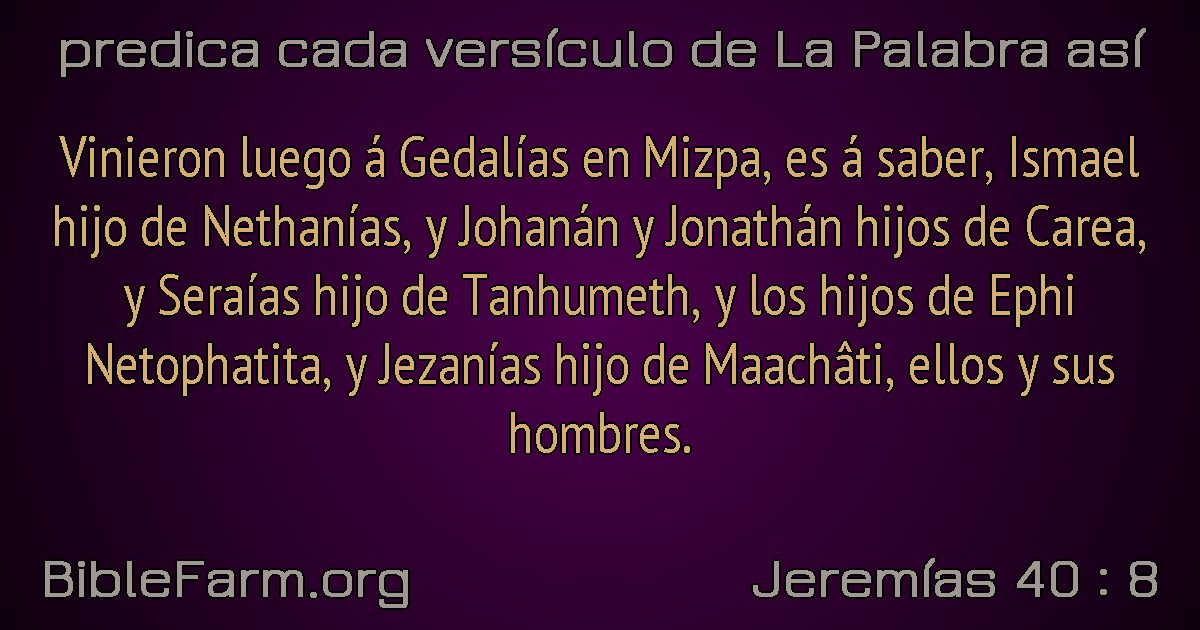 predica cada versículo de La Palabra así
Vinieron luego á Gedalías en Mizpa, es á saber, Ismael
hijo de Nethanías, y Johanán y Jonathán hijos de Carea,
y Seraías hijo de Tanhumeth, y los hijos de Ephi
Netophatita, y Jezanías hijo de Maachâti, ellos y sus
hombres.
BibleFarm.org
Jeremías 40 : 8